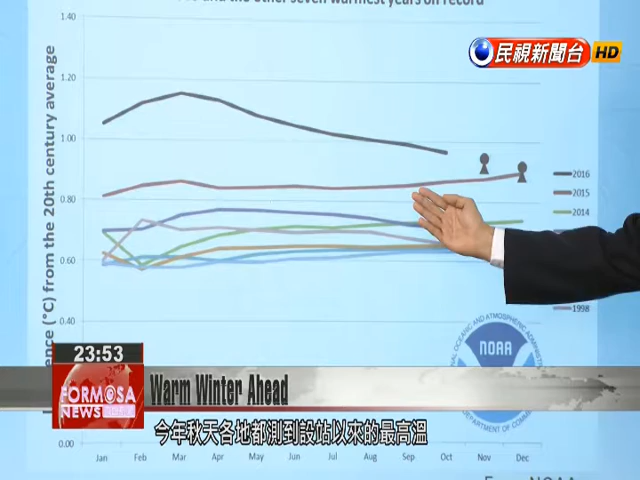 and the other seven warmest years on record
民視新聞台 HD
1.40
1.20
1.00
0.80
0.60
0.40
0.00
ence (°C) from the 20th century average
2016
2015
2014
1998
NOAA
23:53
FORMOSA
NEWS
Warm Winter Ahead
今年秋天各地都測到設站以來的最高溫
Jan Feb Mar Apr May Jun Jul Aug Sep Oct Nov Dec